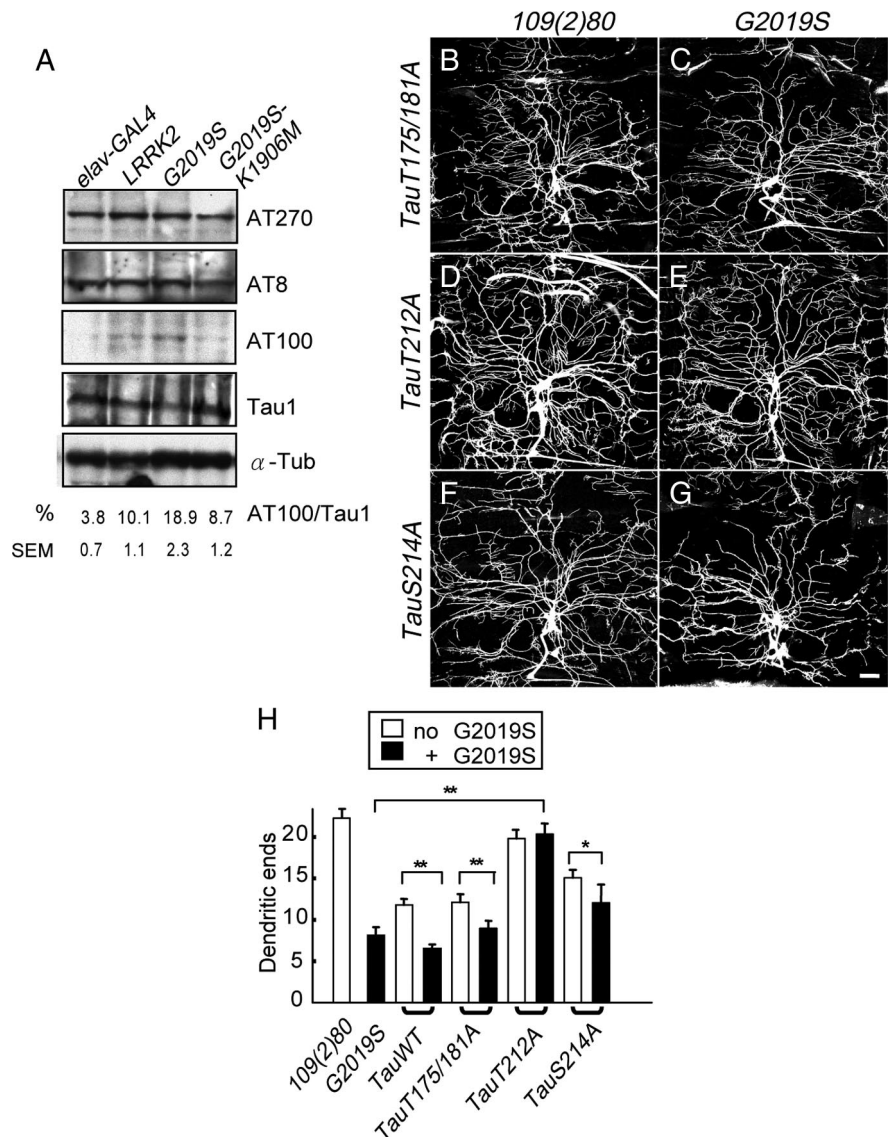 109(2)80
G2019S
A
B
C
D
E
F
G
TauT175/181A
TauT212A
TauS214A
elav-GAL4
LRRK2
G2019S
G2019S-
K1906M
AT270
AT8
AT100
Tau1
α-Tub
% 3.8 10.1 18.9 8.7 AT100/Tau1
SEM 0.7 1.1 2.3 1.2
H
no G2019S
+ G2019S
Dendritic ends
20
15
10
5
0
**
**
**
*
109(2)80
G2019S
TauWT
TauT175/181A
TauT212A
TauS214A